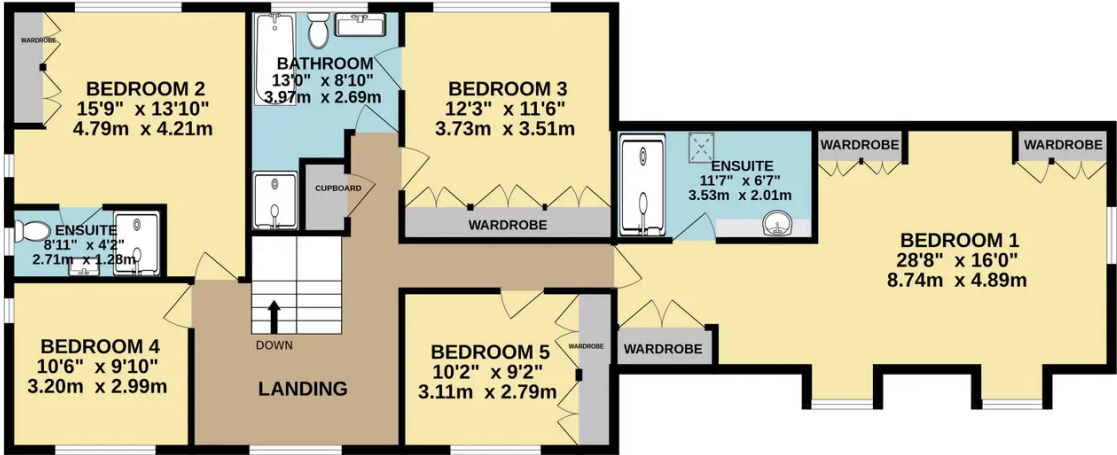 WARDROBE
BEDROOM 2
15'9" x 13'10"
4.79m x 4.21m
BATHROOM
13'0" x 8'10"
3.97m x 2.69m
BEDROOM 3
12'3" x 11'6"
3.73m x 3.51m
CUPBOARD
WARDROBE
ENSUITE
11'7" x 6'7"
3.53m x 2.01m
WARDROBE
WARDROBE
BEDROOM 1
28'8" x 16'0"
8.74m x 4.89m
ENSUITE
8'11" x 4'2"
2.71m x 1.28m
BEDROOM 4
10'6" x 9'10"
3.20m x 2.99m
DOWN
LANDING
BEDROOM 5
10'2" x 9'2"
3.11m x 2.79m
WARDROBE
WARDROBE